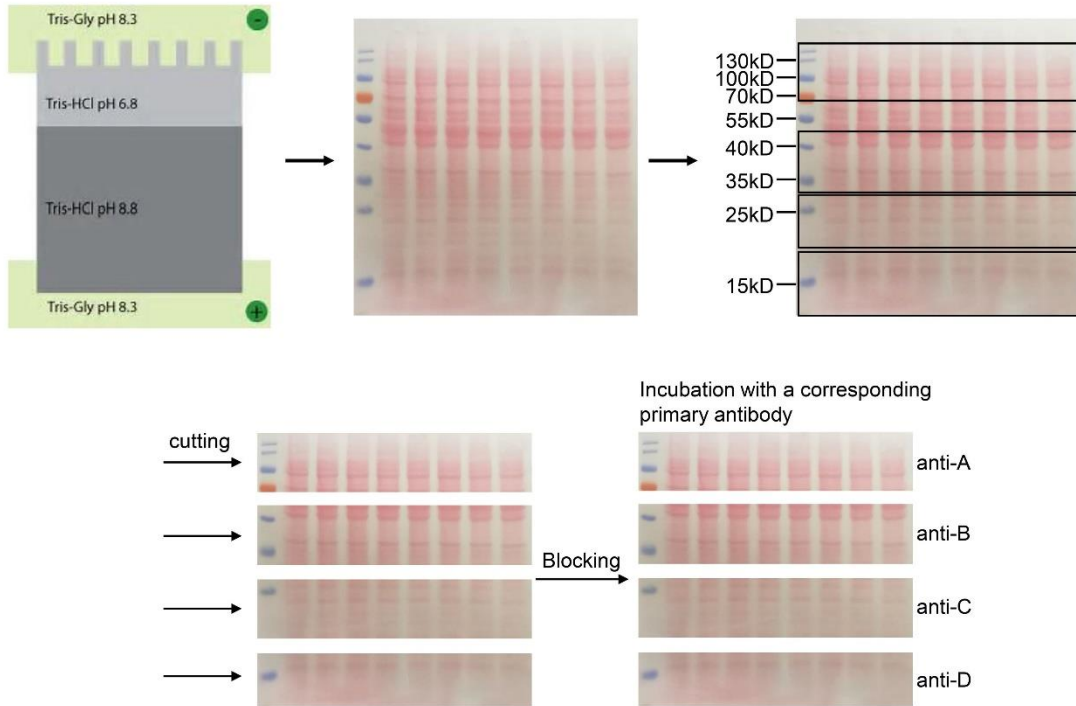 Tris-Gly pH 8.3
-
Tris-HCl pH 6.8
Tris-HCl pH 8.8
Tris-Gly pH 8.3
+
130kD
100kD
70kD
55kD
40kD
35kD
25kD
15kD
cutting
Blocking
Incubation with a corresponding
primary antibody
anti-A
anti-B
anti-C
anti-D